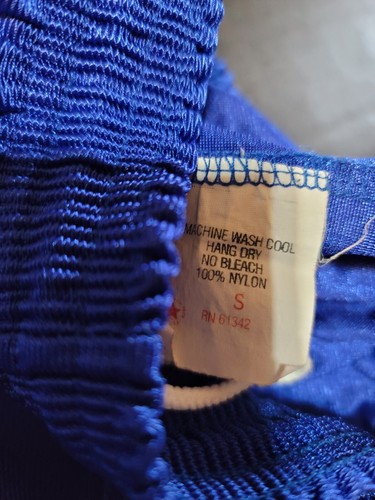 MACHINE WASH COOL
HANG DRY
NO BLEACH
100% NYLON
S
RN 61342